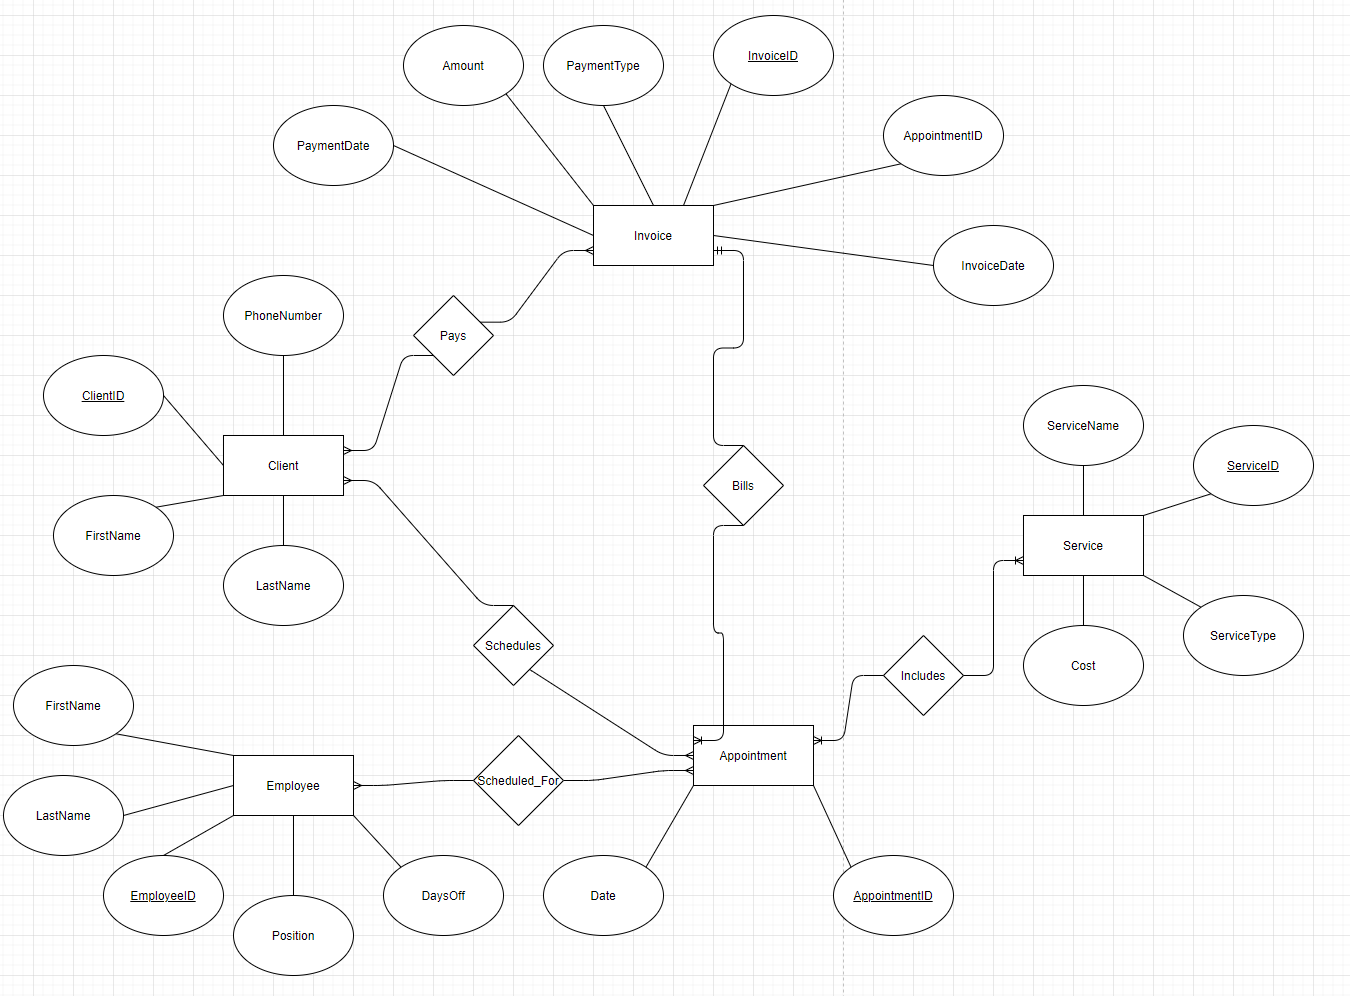 InvoiceID
Amount
PaymentType
AppointmentID
PaymentDate
Invoice
InvoiceDate
PhoneNumber
Pays
ClientID
ServiceName
Client
ServiceID
Bills
FirstName
Service
LastName
ServiceType
Schedules
Cost
Includes
FirstName
Appointment
Scheduled_For
Employee
LastName
EmployeeID
DaysOff
Date
AppointmentID
Position